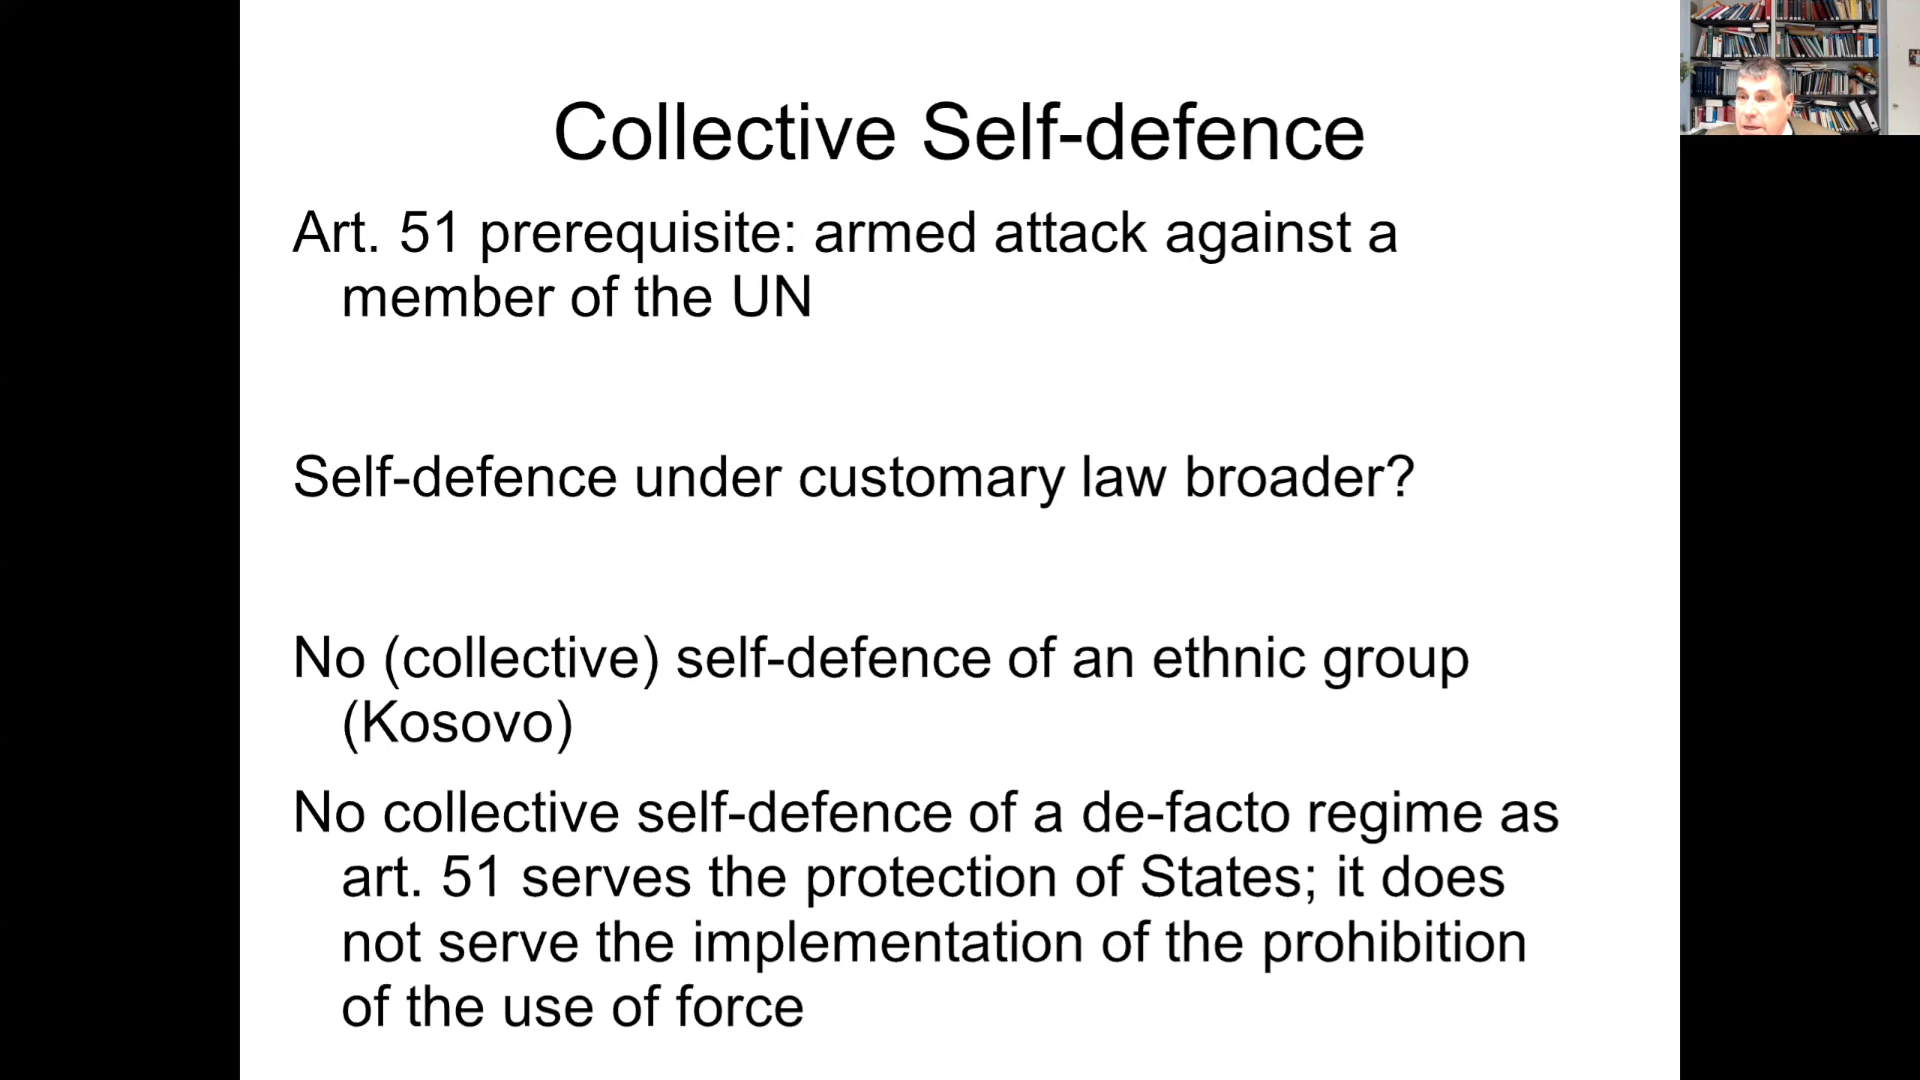 Collective Self-defence
Art. 51 prerequisite: armed attack against a
member of the UN
Self-defence under customary law broader?
No (collective) self-defence of an ethnic group
(Kosovo)
No collective self-defence of a de-facto regime as
art. 51 serves the protection of States; it does
not serve the implementation of the prohibition
of the use of force